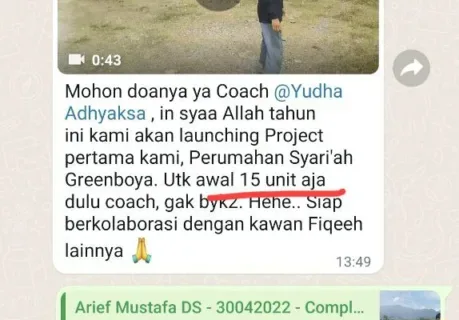 0:43
Mohon doanya ya Coach @Yudha
Adhyaksa , in syaa Allah tahun
ini kami akan launching Project
pertama kami, Perumahan Syari'ah
Greenboya. Utk awal 15 unit aja
dulu coach, gak byk2. Hehe.. Siap
berkolaborasi dengan kawan Fiqeeh
lainnya 🙏
13:49
Arief Mustafa DS - 30042022 - Compl...